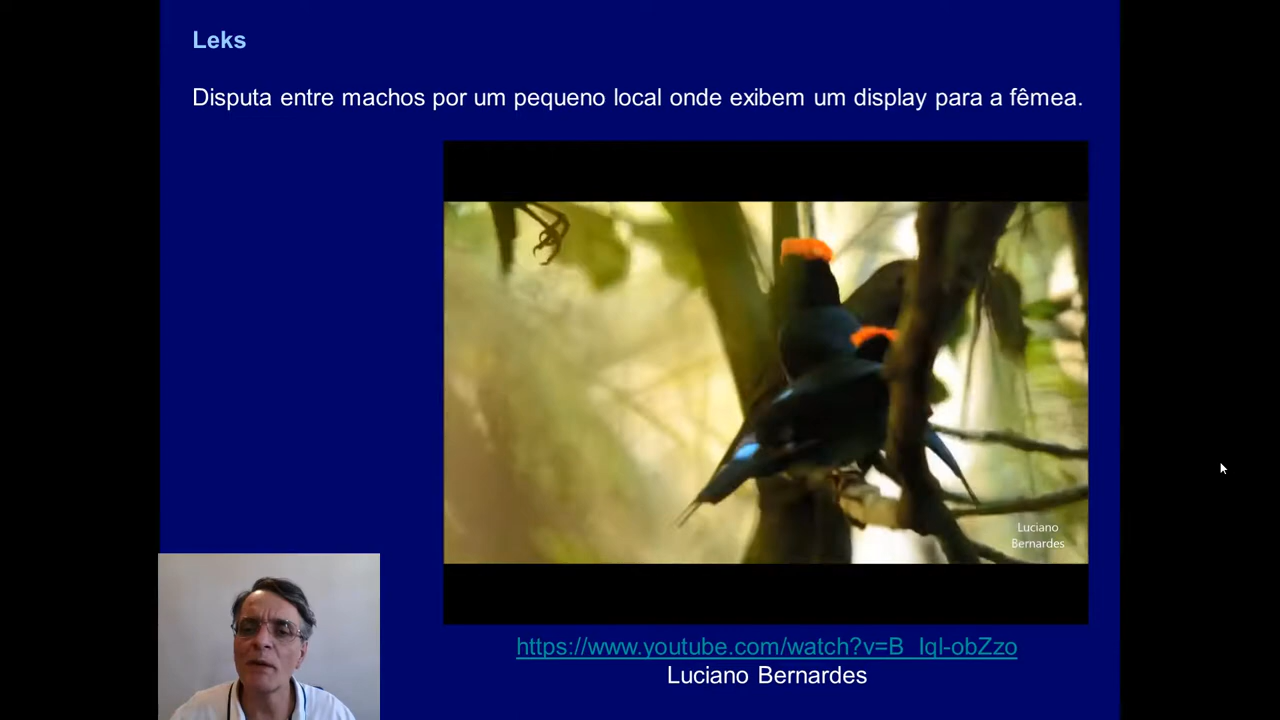 Leks
Disputa entre machos por um pequeno local onde exibem um display para a fêmea.
Luciano
Bernardes
https://www.youtube.com/watch?v=B_IqI-obZzo
Luciano Bernardes